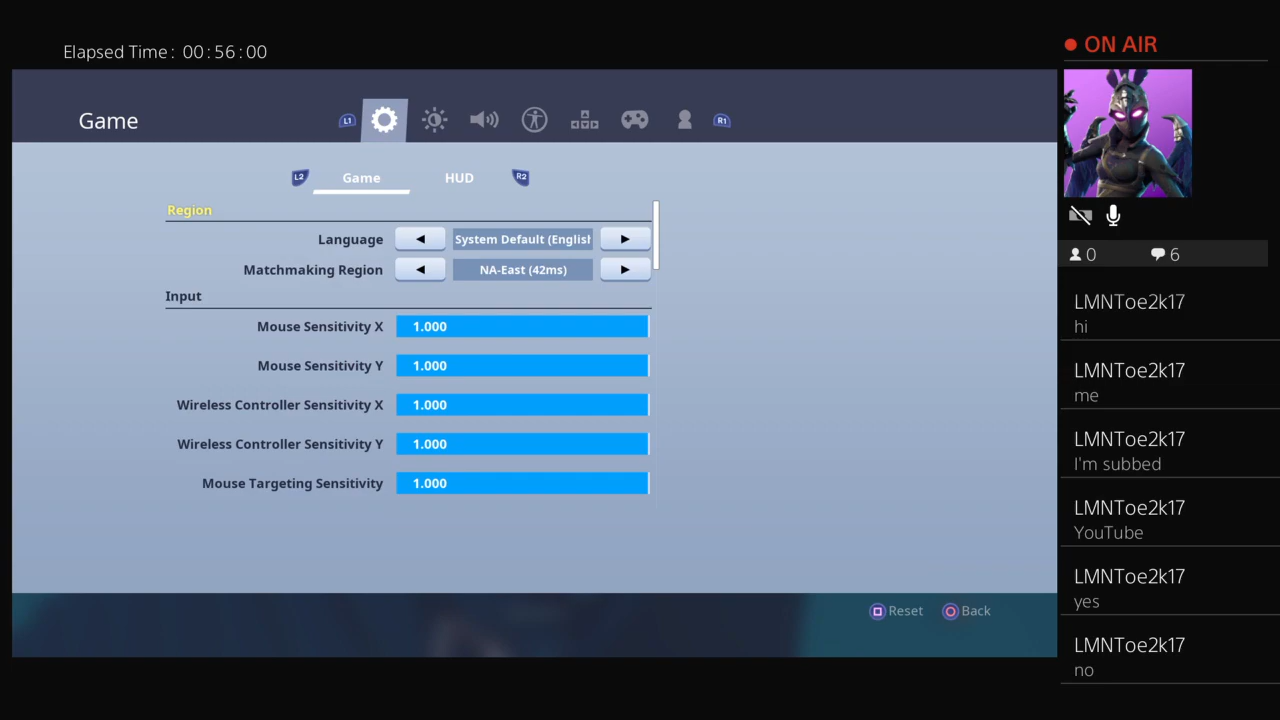 Elapsed Time: 00:56:00
ON AIR
Game
L1
R1
L2
Game
HUD
R2
Region
Language
System Default (English
Matchmaking Region
NA-East (42ms)
Input
Mouse Sensitivity X
1.000
Mouse Sensitivity Y
1.000
Wireless Controller Sensitivity X
1.000
Wireless Controller Sensitivity Y
1.000
Mouse Targeting Sensitivity
1.000
Reset
Back
0
6
LMNToe2k17
hi
LMNToe2k17
me
LMNToe2k17
I'm subbed
LMNToe2k17
YouTube
LMNToe2k17
yes
LMNToe2k17
no